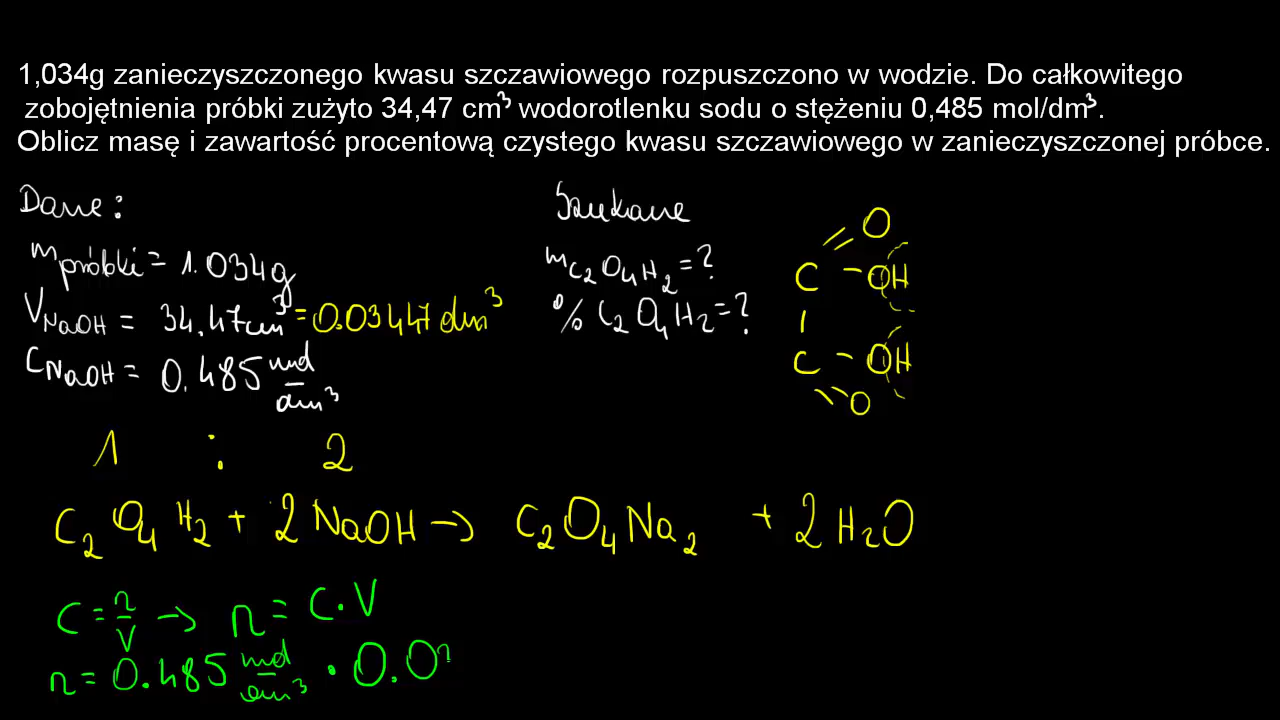 1,034g zanieczyszczonego kwasu szczawiowego rozpuszczono w wodzie. Do całkowitego
zobojętnienia próbki zużyto 34,47 cm³ wodorotlenku sodu o stężeniu 0,485 mol/dm³.
Oblicz masę i zawartość procentową czystego kwasu szczawiowego w zanieczyszczonej próbce.
Dane:
Szukane
m próbki = 1.034g
m C₂O₄H₂ = ?
V NaOH = 34,47cm³ = 0.03447 dm³
% C₂O₄H₂ = ?
C NaOH = 0.485 mol/dm³
O
C - OH
C - OH
O
1 : 2
C₂O₄H₂ + 2 NaOH → C₂O₄Na₂ + 2 H₂O
C = n/V → n = C · V
n = 0.485 mol/dm³ · 0.0